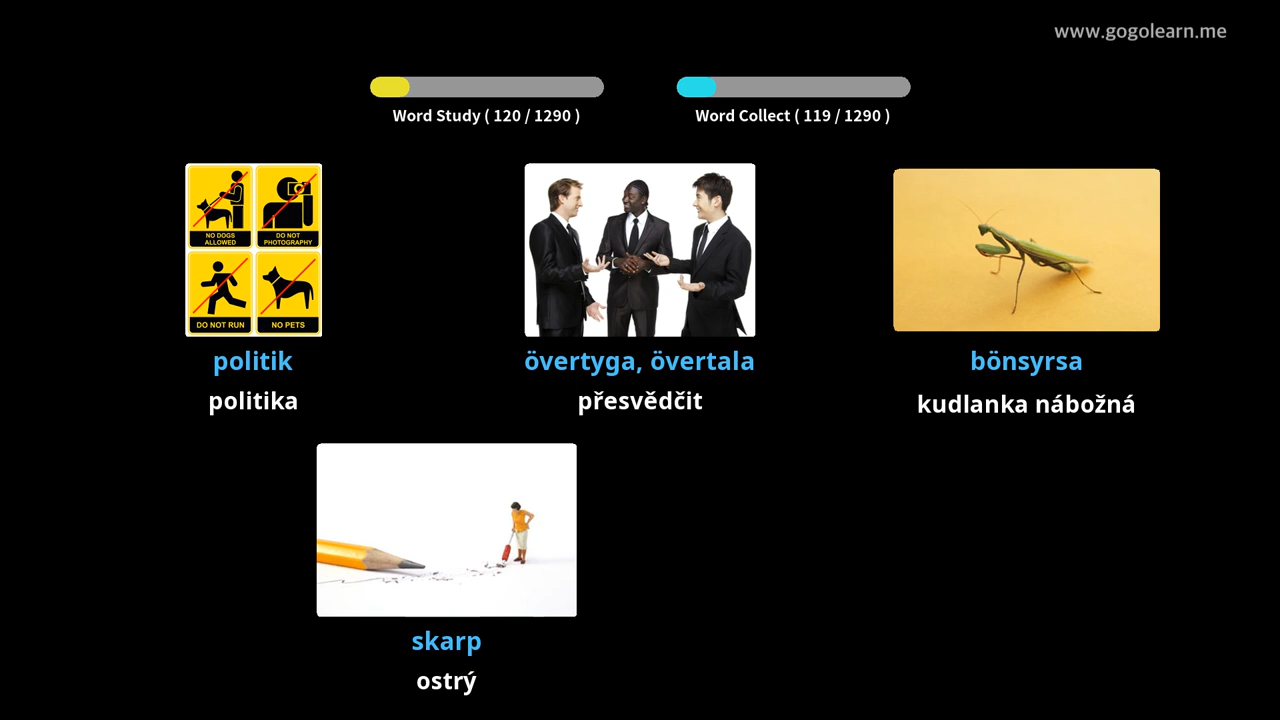 www.gogolearn.me
Word Study ( 120 / 1290 )
Word Collect ( 119 / 1290 )
NO DOGS
ALLOWED
DO NOT
PHOTOGRAPHY
DO NOT RUN
NO PETS
politik
politika
övertyga, övertala
přesvědčit
bönsyrsa
kudlanka nábožná
skarp
ostrý